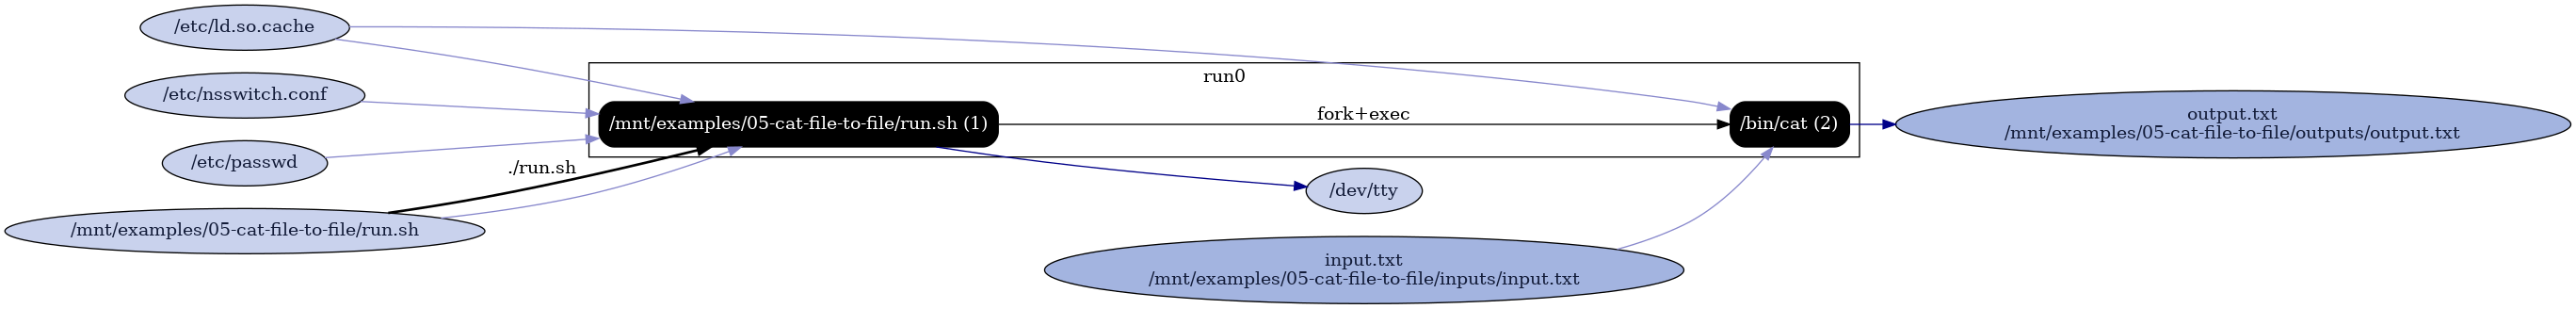 /etc/ld.so.cache
run0
/etc/nsswitch.conf
/mnt/examples/05-cat-file-to-file/run.sh (1)
fork+exec
/bin/cat (2)
output.txt
/mnt/examples/05-cat-file-to-file/outputs/output.txt
/etc/passwd
./run.sh
/dev/tty
/mnt/examples/05-cat-file-to-file/run.sh
input.txt
/mnt/examples/05-cat-file-to-file/inputs/input.txt